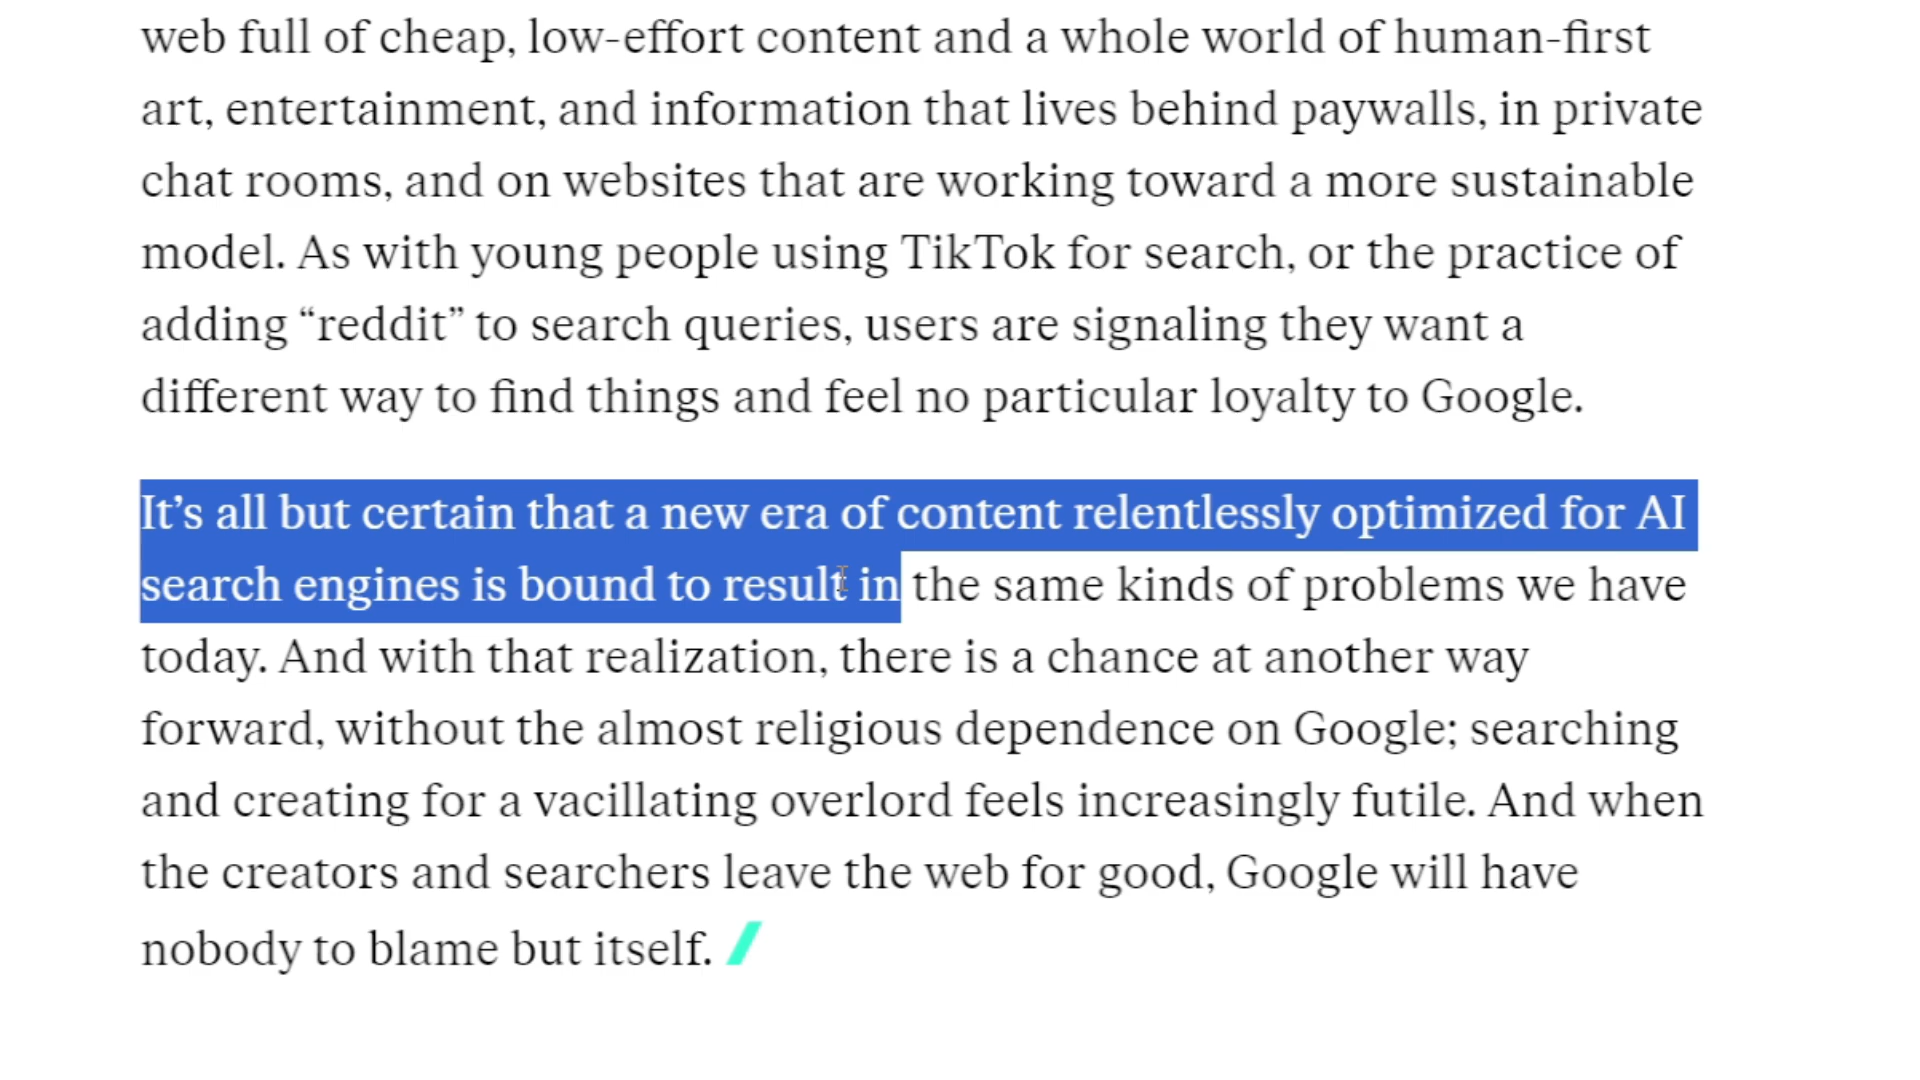 web full of cheap, low-effort content and a whole world of human-first
art, entertainment, and information that lives behind paywalls, in private
chat rooms, and on websites that are working toward a more sustainable
model. As with young people using TikTok for search, or the practice of
adding “reddit” to search queries, users are signaling they want a
different way to find things and feel no particular loyalty to Google.
It’s all but certain that a new era of content relentlessly optimized for AI
search engines is bound to result in the same kinds of problems we have
today. And with that realization, there is a chance at another way
forward, without the almost religious dependence on Google; searching
and creating for a vacillating overlord feels increasingly futile. And when
the creators and searchers leave the web for good, Google will have
nobody to blame but itself.